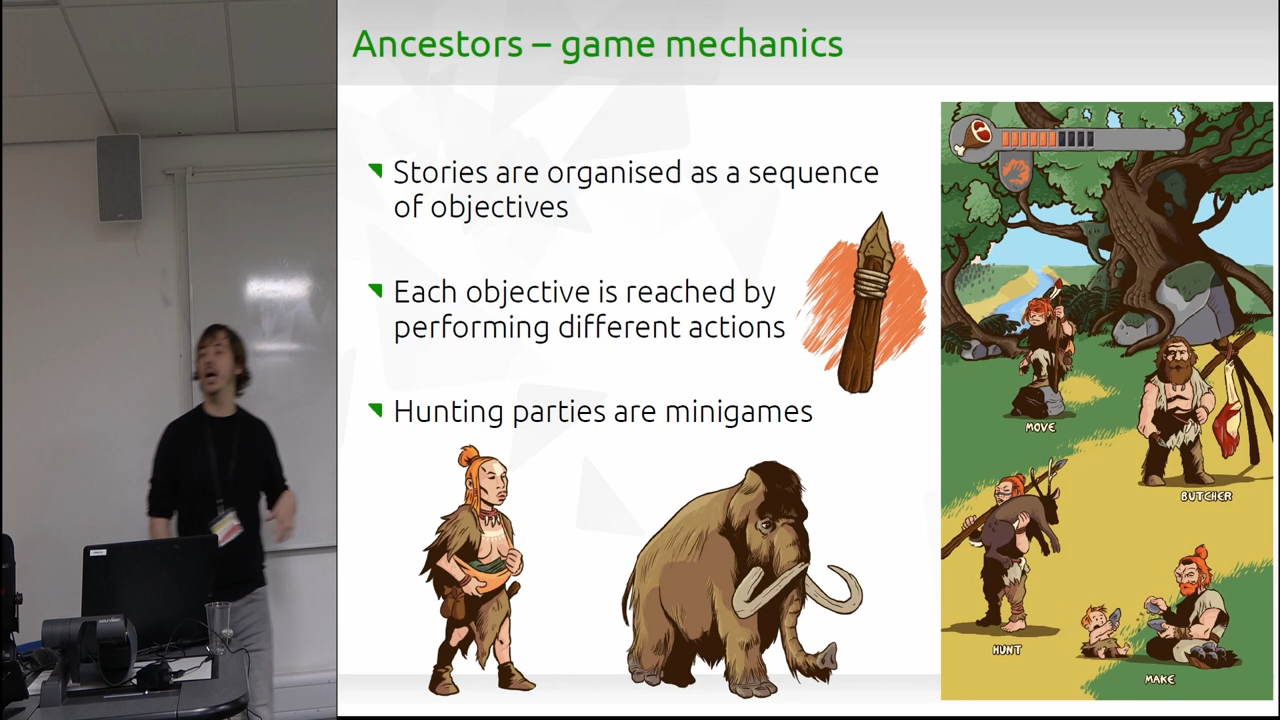 Ancestors – game mechanics
Stories are organised as a sequence
of objectives
Each objective is reached by
performing different actions
Hunting parties are minigames
MOVE
BUTCHER
HUNT
MAKE